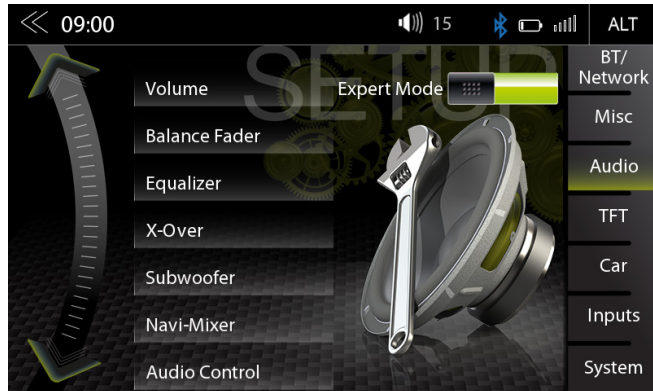 09:00
15
ALT
SETUP
Volume
Expert Mode
Balance Fader
Equalizer
X-Over
Subwoofer
Navi-Mixer
Audio Control
BT/
Network
Misc
Audio
TFT
Car
Inputs
System